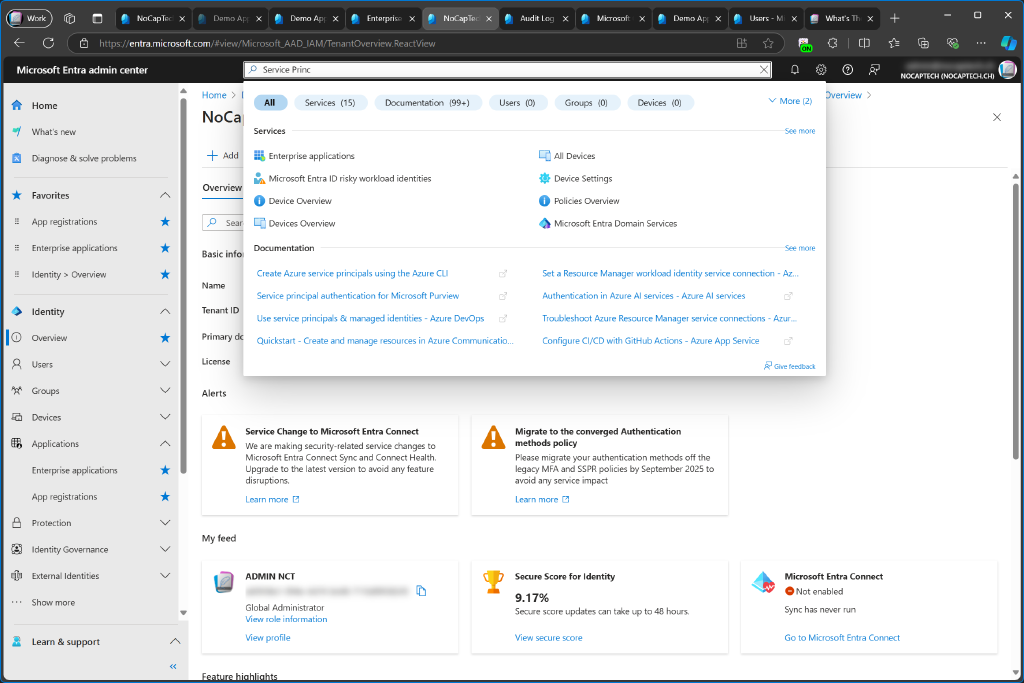 Work
NoCapTec
Demo Ap
Demo Ap
Enterprise
NoCapTec
Audit Log
Microsoft
Demo Ap
Users - M
What's Th
https://entra.microsoft.com/#view/Microsoft_AAD_IAM/TenantOverview.ReactView
ON
Microsoft Entra admin center
Service Princ
NOCAPTECH (NOCAPTECH.CH)
Home
What's new
Diagnose & solve problems
Favorites
App registrations
Enterprise applications
Identity > Overview
Identity
Overview
Users
Groups
Devices
Applications
Enterprise applications
App registrations
Protection
Identity Governance
External Identities
Show more
Learn & support
Home >
Overview >
NoCa
Add
Overview
Sear
Basic info
Name
Tenant ID
Primary do
License
All
Services (15)
Documentation (99+)
Users (0)
Groups (0)
Devices (0)
More (2)
Services
See more
Enterprise applications
All Devices
Microsoft Entra ID risky workload identities
Device Settings
Device Overview
Policies Overview
Devices Overview
Microsoft Entra Domain Services
Documentation
See more
Create Azure service principals using the Azure CLI
Set a Resource Manager workload identity service connection - Az...
Service principal authentication for Microsoft Purview
Authentication in Azure AI services - Azure AI services
Use service principals & managed identities - Azure DevOps
Troubleshoot Azure Resource Manager service connections - Azur...
Quickstart - Create and manage resources in Azure Communicatio...
Configure CI/CD with GitHub Actions - Azure App Service
Give feedback
Alerts
Service Change to Microsoft Entra Connect
We are making security-related service changes to
Microsoft Entra Connect Sync and Connect Health.
Upgrade to the latest version to avoid any feature
disruptions.
Learn more
Migrate to the converged Authentication
methods policy
Please migrate your authentication methods off the
legacy MFA and SSPR policies by September 2025 to
avoid any service impact
Learn more
My feed
ADMIN NCT
Global Administrator
View role information
View profile
Secure Score for Identity
9.17%
Secure score updates can take up to 48 hours.
View secure score
Microsoft Entra Connect
Not enabled
Sync has never run
Go to Microsoft Entra Connect
Feature highlights